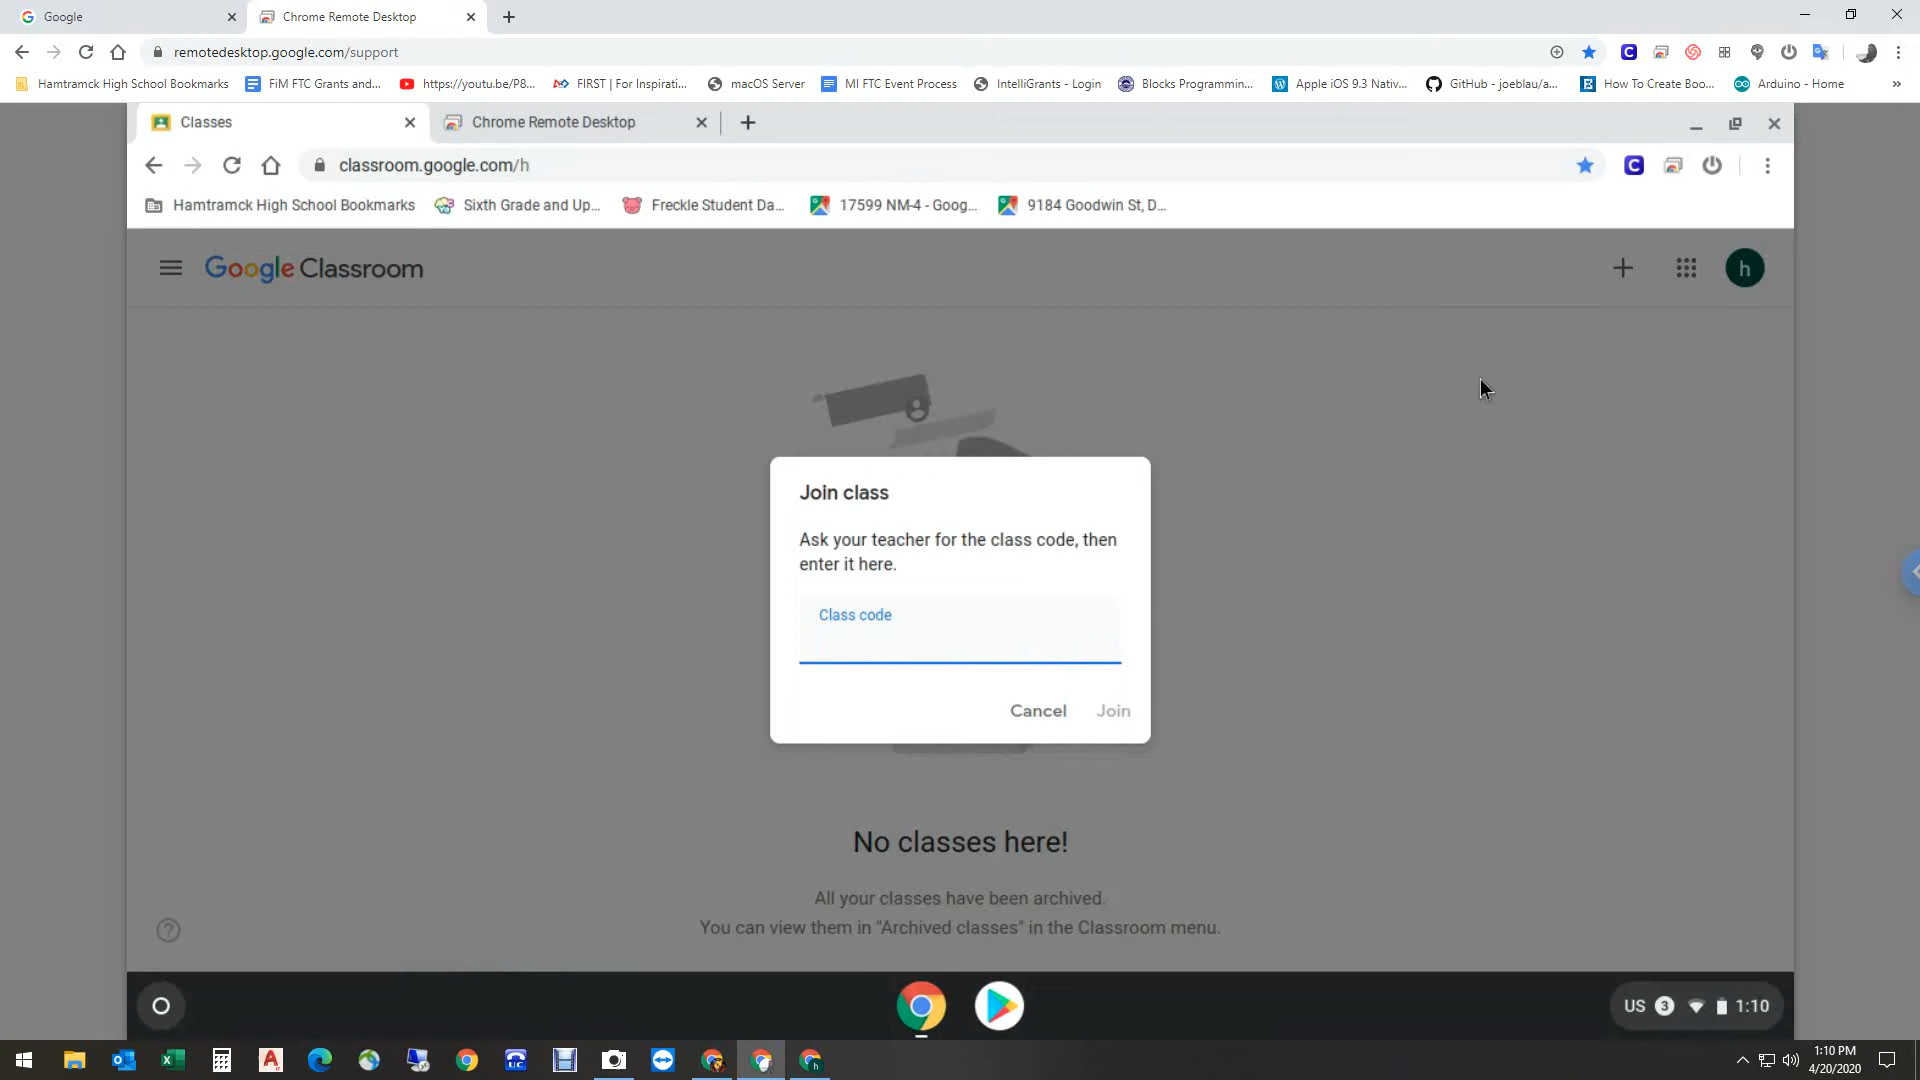 Google
Chrome Remote Desktop
remotedesktop.google.com/support
Hamtramck High School Bookmarks
FiM FTC Grants and...
https://youtu.be/P8...
FIRST | For Inspirati...
macOS Server
MI FTC Event Process
IntelliGrants - Login
Blocks Programmin...
Apple iOS 9.3 Nativ...
GitHub - joeblau/a...
How To Create Boo...
Arduino - Home
»
Classes
Chrome Remote Desktop
classroom.google.com/h
Hamtramck High School Bookmarks
Sixth Grade and Up...
Freckle Student Da...
17599 NM-4 - Goog...
9184 Goodwin St, D...
Google Classroom
h
Join class
Ask your teacher for the class code, then
enter it here.
Class code
Cancel Join
No classes here!
All your classes have been archived.
You can view them in "Archived classes" in the Classroom menu.
US 3 1:10
1:10 PM
4/20/2020